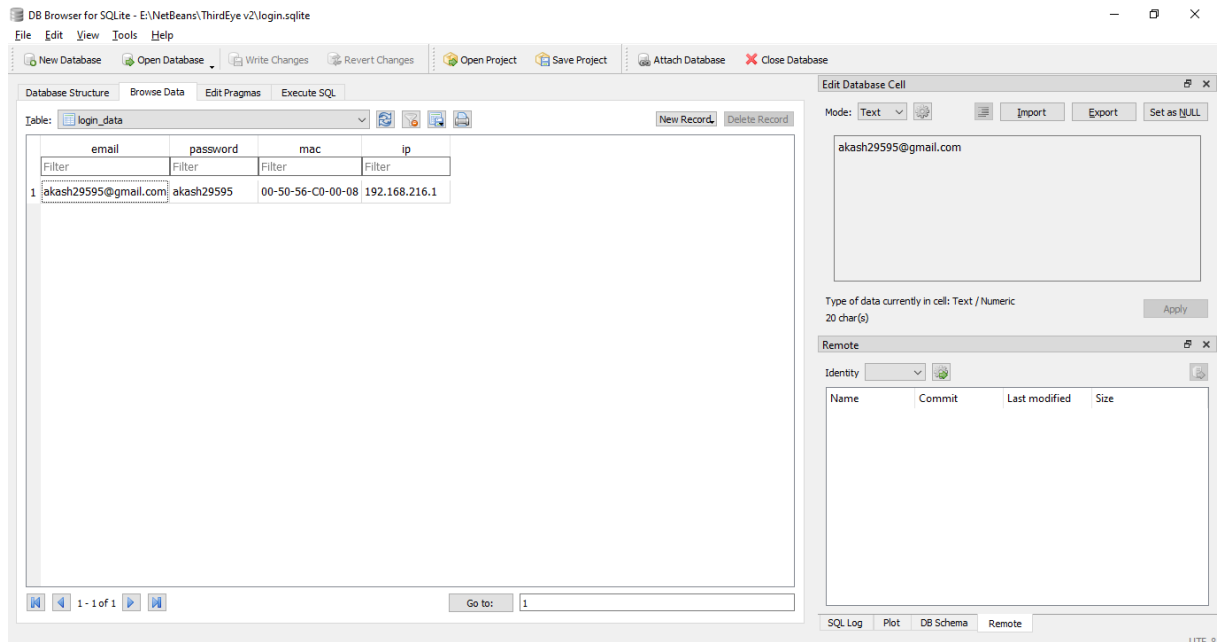 DB Browser for SQLite - E:\NetBeans\ThirdEye v2\login.sqlite
File Edit View Tools Help
New Database Open Database Write Changes Revert Changes Open Project Save Project Attach Database Close Database
Database Structure Browse Data Edit Pragmas Execute SQL
Table: login_data New Record Delete Record
email password mac ip
Filter Filter Filter Filter
1 akash29595@gmail.com akash29595 00-50-56-C0-00-08 192.168.216.1
1 - 1 of 1 Go to: 1
Edit Database Cell
Mode: Text Import Export Set as NULL
akash29595@gmail.com
Type of data currently in cell: Text / Numeric
20 char(s) Apply
Remote
Identity
Name Commit Last modified Size
SQL Log Plot DB Schema Remote
UTF-8